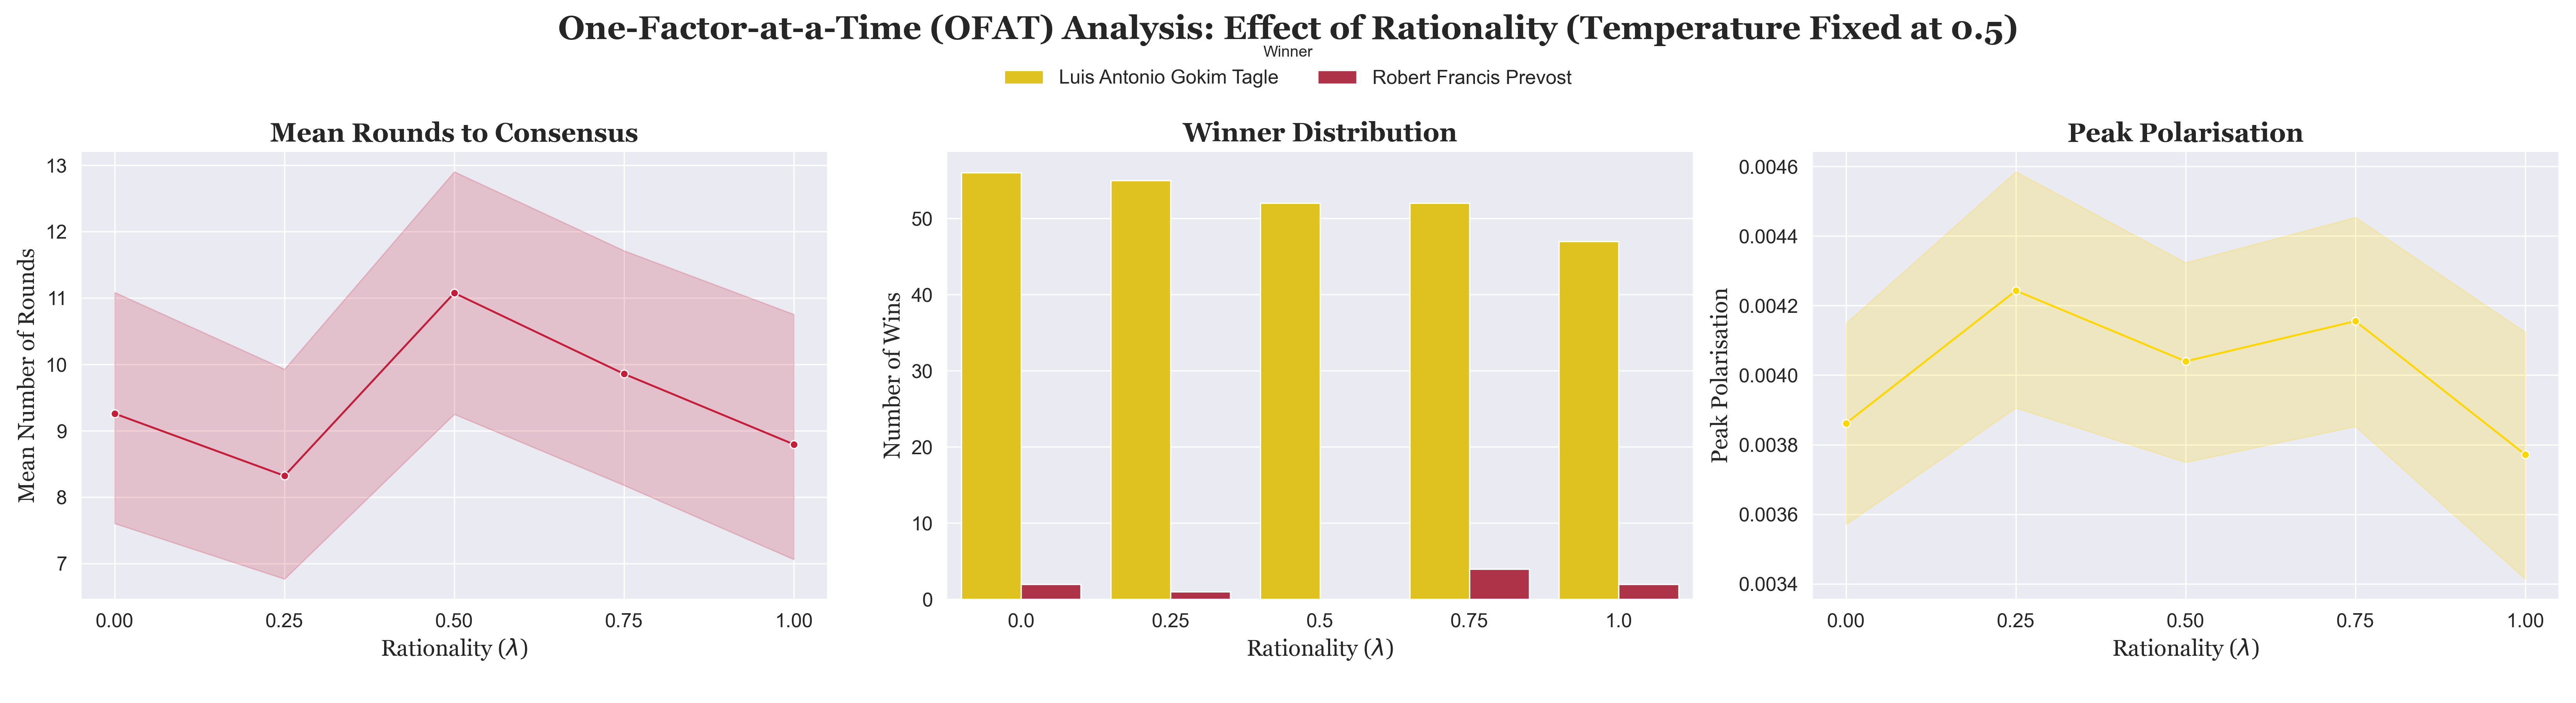 One-Factor-at-a-Time (OFAT) Analysis: Effect of Rationality (Temperature Fixed at 0.5)
Winner
Luis Antonio Gokim Tagle Robert Francis Prevost
Mean Rounds to Consensus
Mean Number of Rounds
13
12
11
10
9
8
7
0.00 0.25 0.50 0.75 1.00
Rationality (λ)
Winner Distribution
Number of Wins
50
40
30
20
10
0
0.0 0.25 0.5 0.75 1.0
Rationality (λ)
Peak Polarisation
Peak Polarisation
0.0046
0.0044
0.0042
0.0040
0.0038
0.0036
0.0034
0.00 0.25 0.50 0.75 1.00
Rationality (λ)